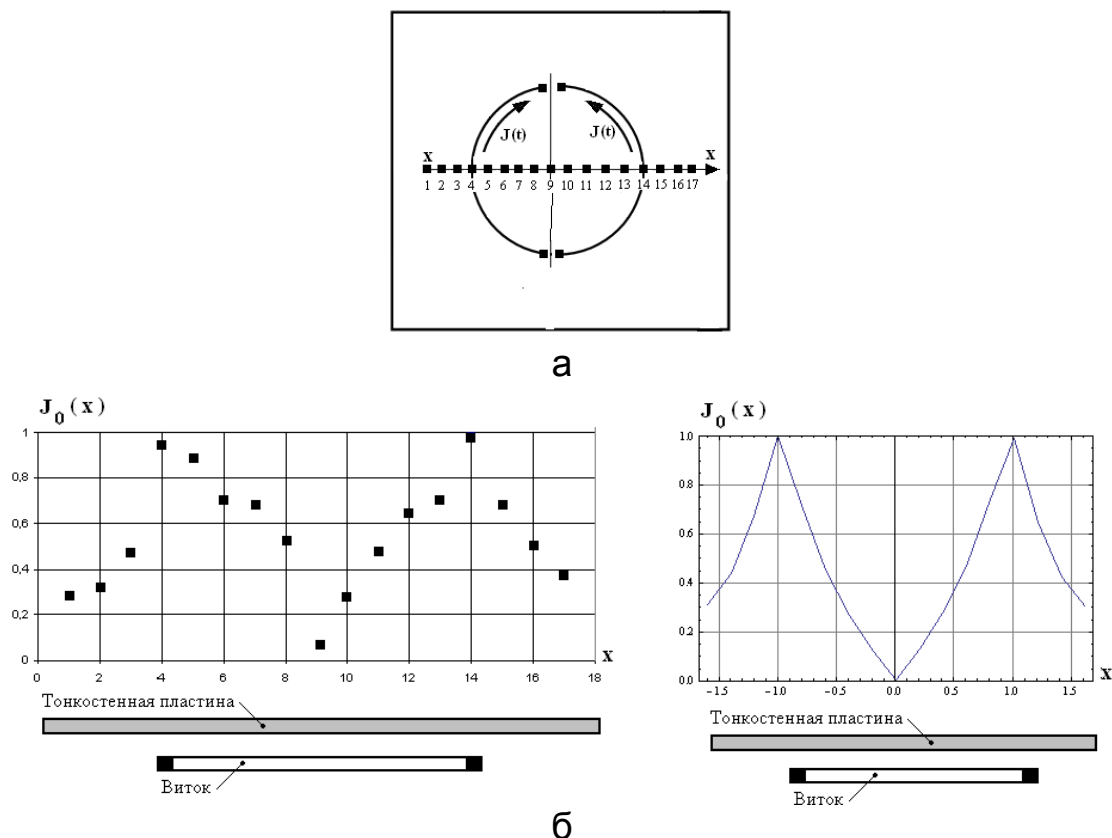 J(t) J(t)
x x
1 2 3 4 5 6 7 8 9 10 11 12 13 14 15 16 17
а
J₀ (x)
1
0,8
0,6
0,4
0,2
0
0 2 4 6 8 10 12 14 16 18
x
Тонкостенная пластина
Виток
J₀ (x)
1.0
0.8
0.6
0.4
0.2
0.0
−1.5 −1.0 −0.5 0.0 0.5 1.0 1.5
x
Тонкостенная пластина
Виток
б